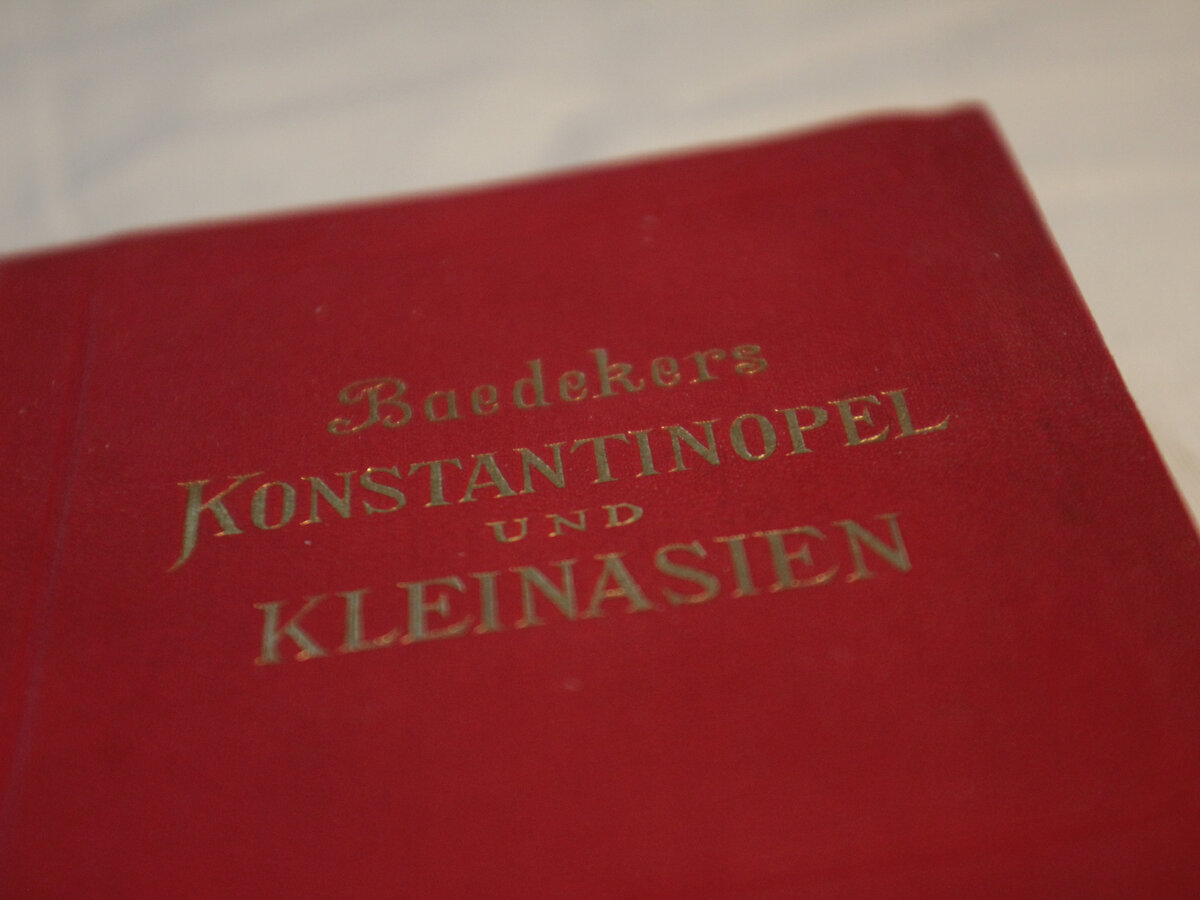 Baedekers
KONSTANTINOPEL
UND
KLEINASIEN